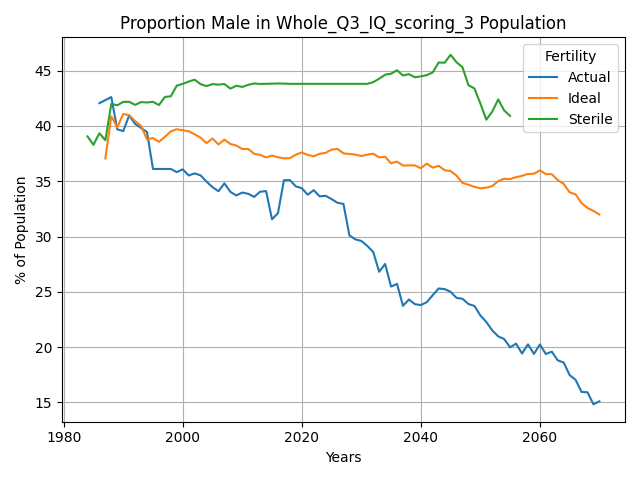 Proportion Male in Whole_Q3_IQ_scoring_3 Population
Fertility
Actual
Ideal
Sterile
% of Population
45
40
35
30
25
20
15
1980
2000
2020
2040
2060
Years